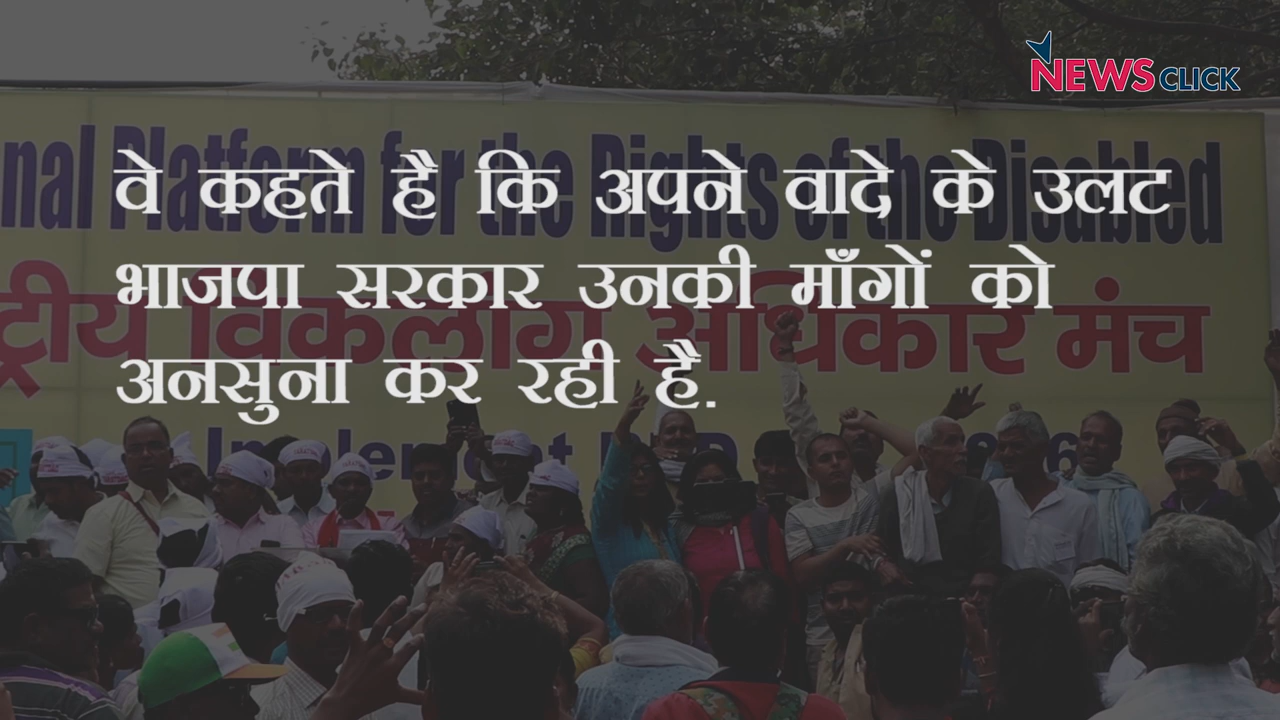 NEWSCLICK
nal Platform for the Rights of the Disabled
वे कहते है कि अपने वादे के उलट
भाजपा सरकार उनकी माँगों को
ट्रीय विकलांग अधिकार मंच
अनसुना कर रही है.
Implement